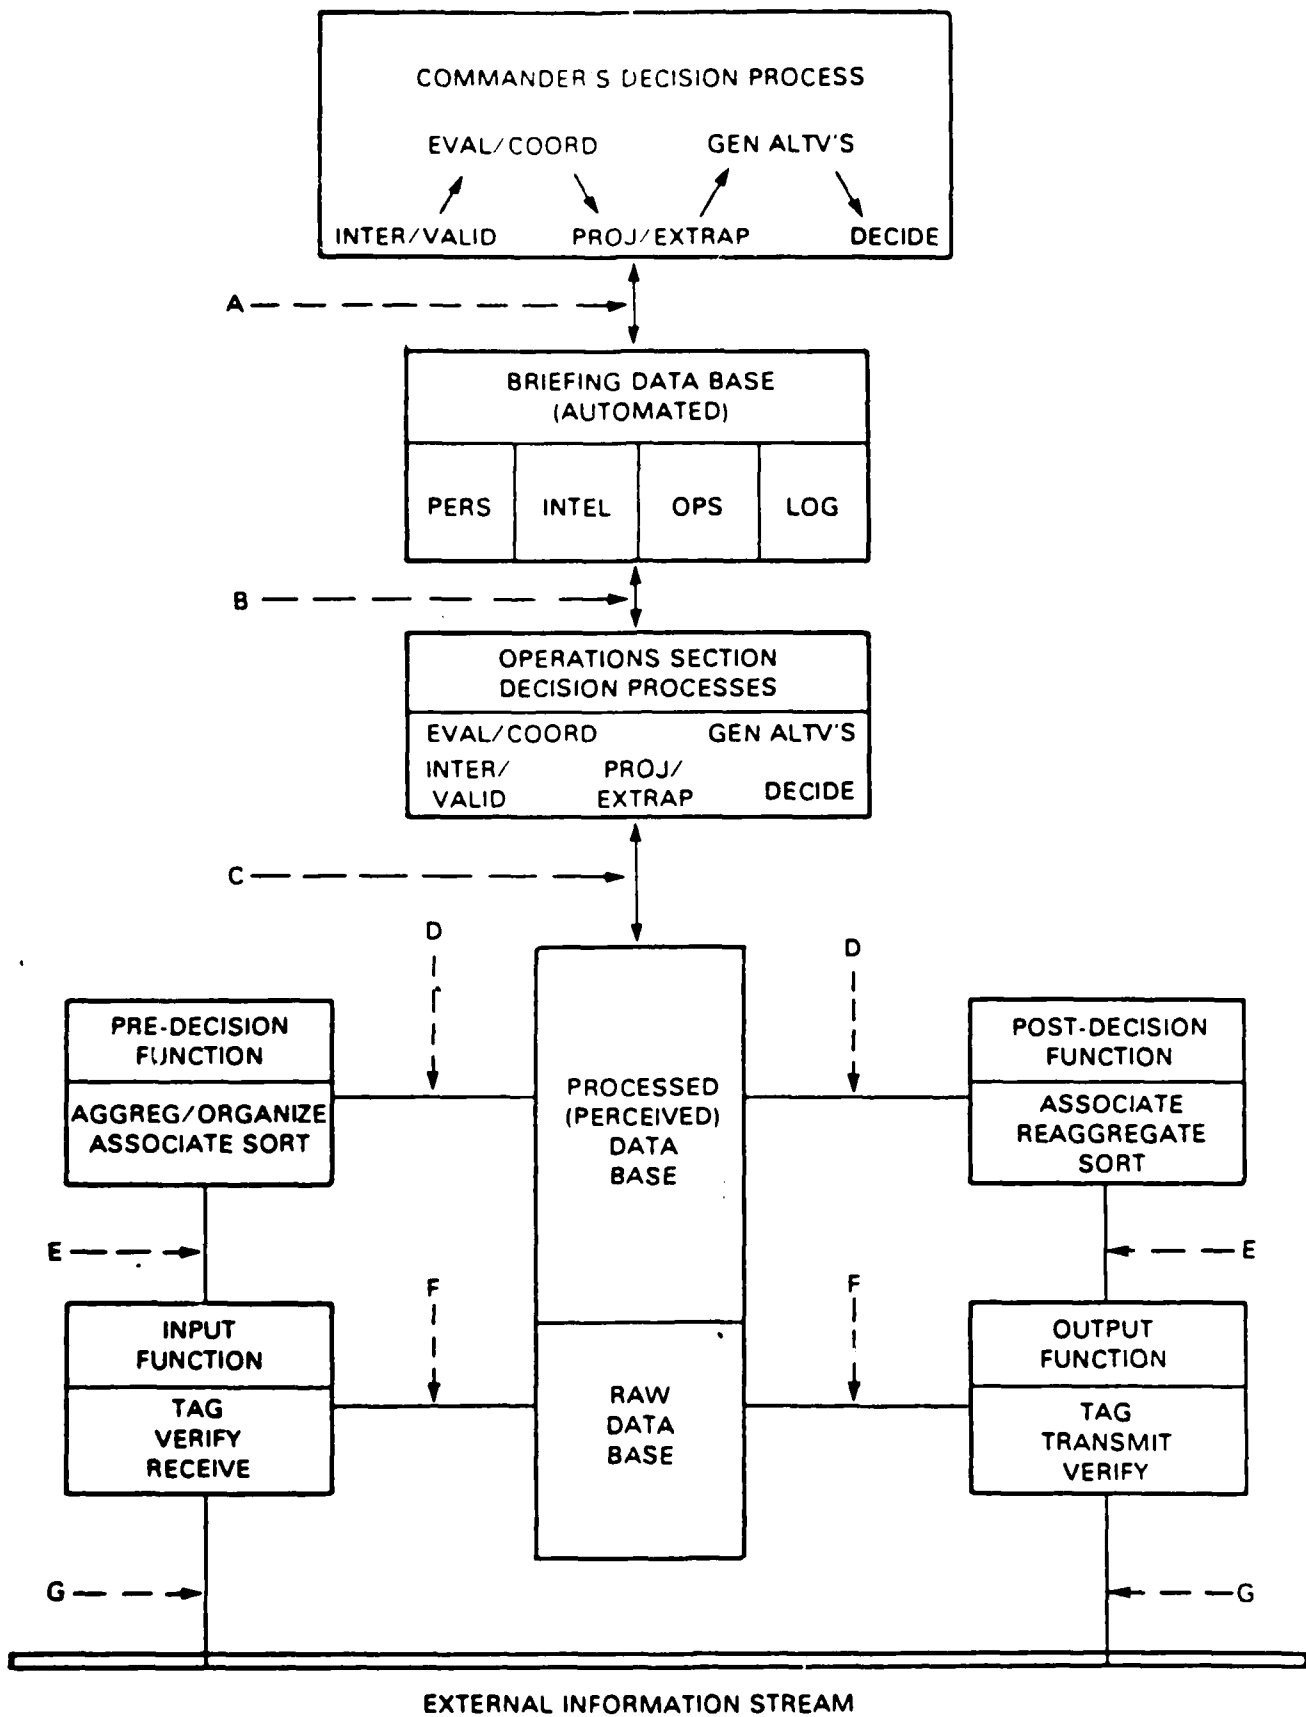 COMMANDER'S DECISION PROCESS
EVAL/COORD GEN ALTV'S
INTER/VALID PROJ/EXTRAP DECIDE
A
BRIEFING DATA BASE
(AUTOMATED)
PERS INTEL OPS LOG
B
OPERATIONS SECTION
DECISION PROCESSES
EVAL/COORD GEN ALTV'S
INTER/
VALID
PROJ/
EXTRAP
DECIDE
C
D
D
PRE-DECISION
FUNCTION
AGGREG/ORGANIZE
ASSOCIATE SORT
PROCESSED
(PERCEIVED)
DATA
BASE
POST-DECISION
FUNCTION
ASSOCIATE
REAGGREGATE
SORT
E
E
F
F
INPUT
FUNCTION
TAG
VERIFY
RECEIVE
RAW
DATA
BASE
OUTPUT
FUNCTION
TAG
TRANSMIT
VERIFY
G
G
EXTERNAL INFORMATION STREAM